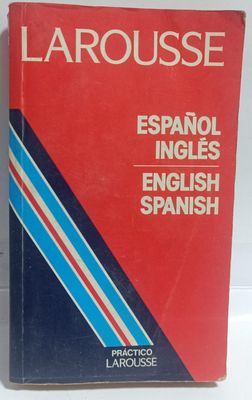 LAROUSSE
ESPAÑOL
INGLÉS
ENGLISH
SPANISH
PRÁCTICO
LAROUSSE